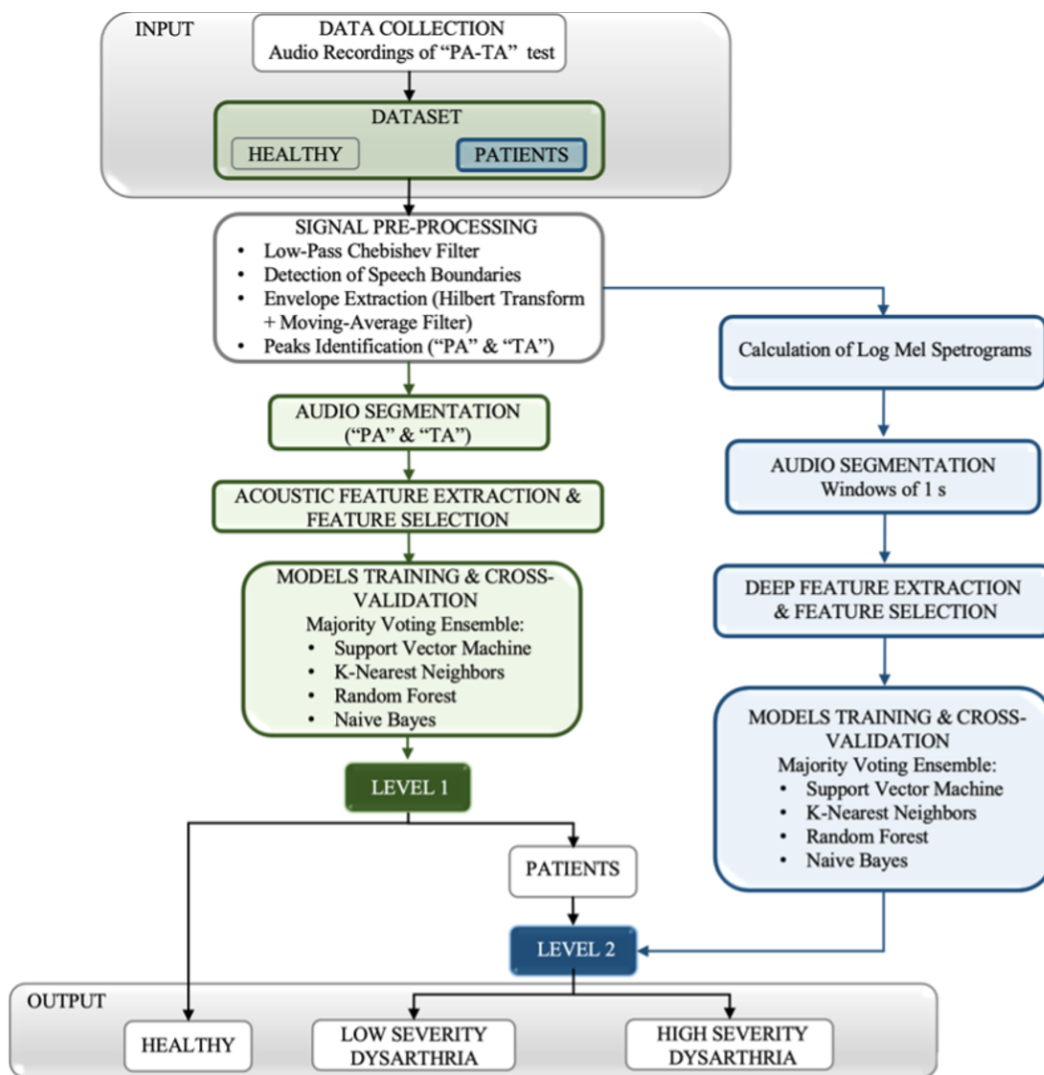 INPUT
DATA COLLECTION
Audio Recordings of “PA-TA” test
DATASET
HEALTHY
PATIENTS
SIGNAL PRE-PROCESSING
• Low-Pass Chebishev Filter
• Detection of Speech Boundaries
• Envelope Extraction (Hilbert Transform
+ Moving-Average Filter)
• Peaks Identification (“PA” & “TA”)
AUDIO SEGMENTATION
(“PA” & “TA”)
ACOUSTIC FEATURE EXTRACTION &
FEATURE SELECTION
MODELS TRAINING & CROSS-
VALIDATION
Majority Voting Ensemble:
• Support Vector Machine
• K-Nearest Neighbors
• Random Forest
• Naive Bayes
LEVEL 1
Calculation of Log Mel Spetrograms
AUDIO SEGMENTATION
Windows of 1 s
DEEP FEATURE EXTRACTION
& FEATURE SELECTION
MODELS TRAINING & CROSS-
VALIDATION
Majority Voting Ensemble:
• Support Vector Machine
• K-Nearest Neighbors
• Random Forest
• Naive Bayes
PATIENTS
LEVEL 2
OUTPUT
HEALTHY
LOW SEVERITY
DYSARTHRIA
HIGH SEVERITY
DYSARTHRIA